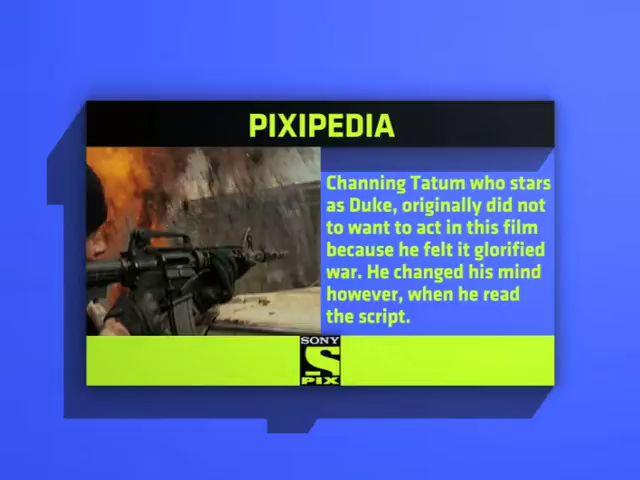 PIXIPEDIA
Channing Tatum who stars
as Duke, originally did not
to want to act in this film
because he felt it glorified
war. He changed his mind
however, when he read
the script.
SONY
S
PIX